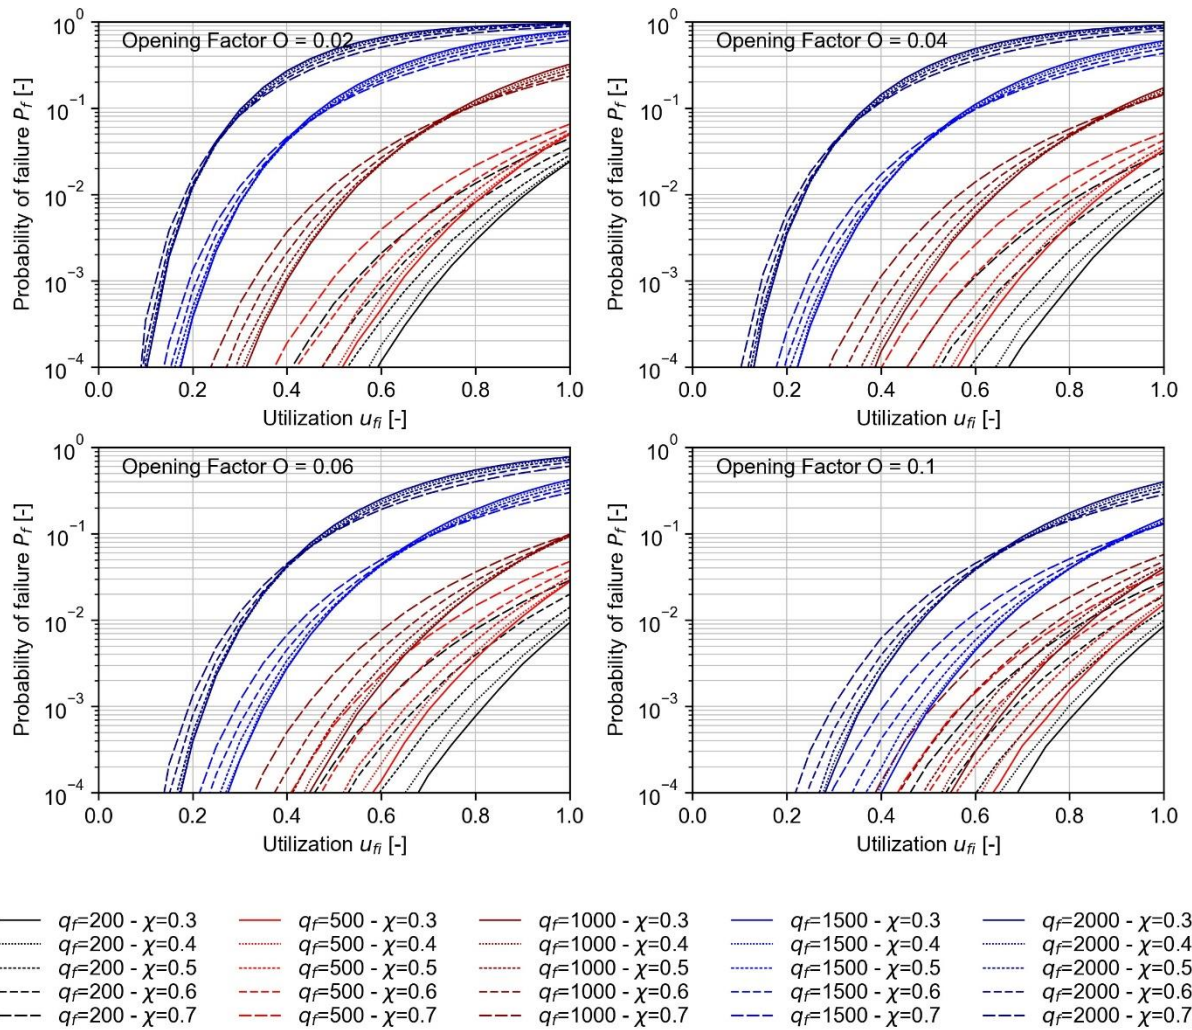 Opening Factor O = 0.02
Probability of failure P_f [-]
10^0
10^-1
10^-2
10^-3
10^-4
0.0 0.2 0.4 0.6 0.8 1.0
Utilization u_fi [-]
Opening Factor O = 0.04
Probability of failure P_f [-]
10^0
10^-1
10^-2
10^-3
10^-4
0.0 0.2 0.4 0.6 0.8 1.0
Utilization u_fi [-]
Opening Factor O = 0.06
Probability of failure P_f [-]
10^0
10^-1
10^-2
10^-3
10^-4
0.0 0.2 0.4 0.6 0.8 1.0
Utilization u_fi [-]
Opening Factor O = 0.1
Probability of failure P_f [-]
10^0
10^-1
10^-2
10^-3
10^-4
0.0 0.2 0.4 0.6 0.8 1.0
Utilization u_fi [-]
q_f=200 - χ=0.3 q_f=500 - χ=0.3 q_f=1000 - χ=0.3 q_f=1500 - χ=0.3 q_f=2000 - χ=0.3
q_f=200 - χ=0.4 q_f=500 - χ=0.4 q_f=1000 - χ=0.4 q_f=1500 - χ=0.4 q_f=2000 - χ=0.4
q_f=200 - χ=0.5 q_f=500 - χ=0.5 q_f=1000 - χ=0.5 q_f=1500 - χ=0.5 q_f=2000 - χ=0.5
q_f=200 - χ=0.6 q_f=500 - χ=0.6 q_f=1000 - χ=0.6 q_f=1500 - χ=0.6 q_f=2000 - χ=0.6
q_f=200 - χ=0.7 q_f=500 - χ=0.7 q_f=1000 - χ=0.7 q_f=1500 - χ=0.7 q_f=2000 - χ=0.7